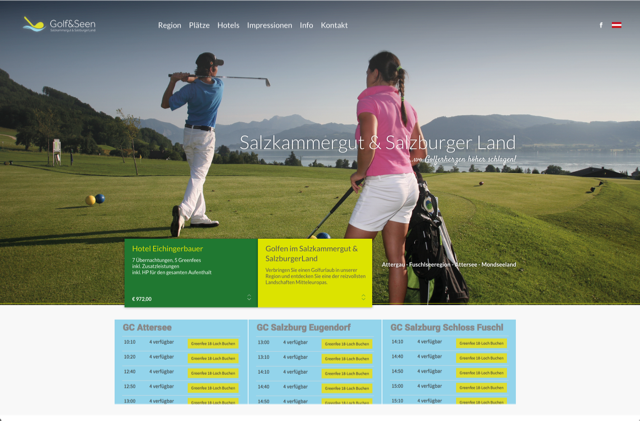 Golf&Seen
Region Plätze Hotels Impressionen Info Kontakt
Salzkammergut & Salzburger Land
...wo Golferherzen höher schlagen!
Hotel Eichingerbauer
7 Übernachtungen, 5 Greenfees
inkl. Zusatzleistungen
inkl. HP für den gesamten Aufenthalt
€ 972,00
Golfen im Salzkammergut &
SalzburgerLand
Verbringen Sie einen Golfurlaub in unserer
Region und entdecken Sie eine der reizvollsten
Landschaften Mitteleuropas.
Attergau - Fuschlseeregion - Attersee - Mondseeland
GC Attersee
10:10 4 verfügbar Greenfee 18-Loch Buchen
10:20 4 verfügbar Greenfee 18-Loch Buchen
12:40 4 verfügbar Greenfee 18-Loch Buchen
12:50 4 verfügbar Greenfee 18-Loch Buchen
13:00 4 verfügbar Greenfee 18-Loch Buchen
GC Salzburg Eugendorf
13:00 4 verfügbar Greenfee 18-Loch Buchen
13:10 4 verfügbar Greenfee 18-Loch Buchen
14:10 4 verfügbar Greenfee 18-Loch Buchen
14:40 4 verfügbar Greenfee 18-Loch Buchen
14:50 4 verfügbar Greenfee 18-Loch Buchen
GC Salzburg Schloss Fuschl
14:10 4 verfügbar Greenfee 18-Loch Buchen
14:40 4 verfügbar Greenfee 18-Loch Buchen
14:50 4 verfügbar Greenfee 18-Loch Buchen
15:00 4 verfügbar Greenfee 18-Loch Buchen
15:10 4 verfügbar Greenfee 18-Loch Buchen